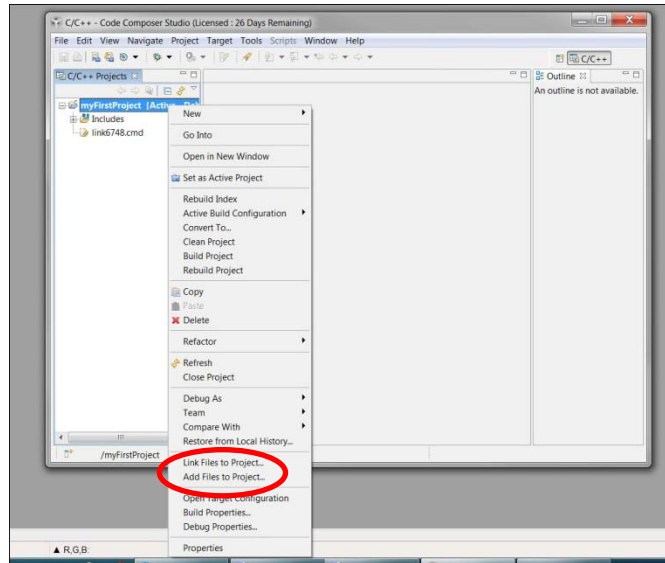 C/C++ - Code Composer Studio (Licensed : 26 Days Remaining)
File Edit View Navigate Project Target Tools Scripts Window Help
C/C++
C/C++ Projects
Outline
An outline is not available.
myFirstProject [Active - De
Includes
link6748.cmd
New
Go Into
Open in New Window
Set as Active Project
Rebuild Index
Active Build Configuration
Convert To...
Clean Project
Build Project
Rebuild Project
Copy
Paste
Delete
Refactor
Refresh
Close Project
Debug As
Team
Compare With
Restore from Local History...
/myFirstProject
Link Files to Project...
Add Files to Project...
Open Target Configuration
Build Properties...
Debug Properties...
Properties
▲ R,G,B: